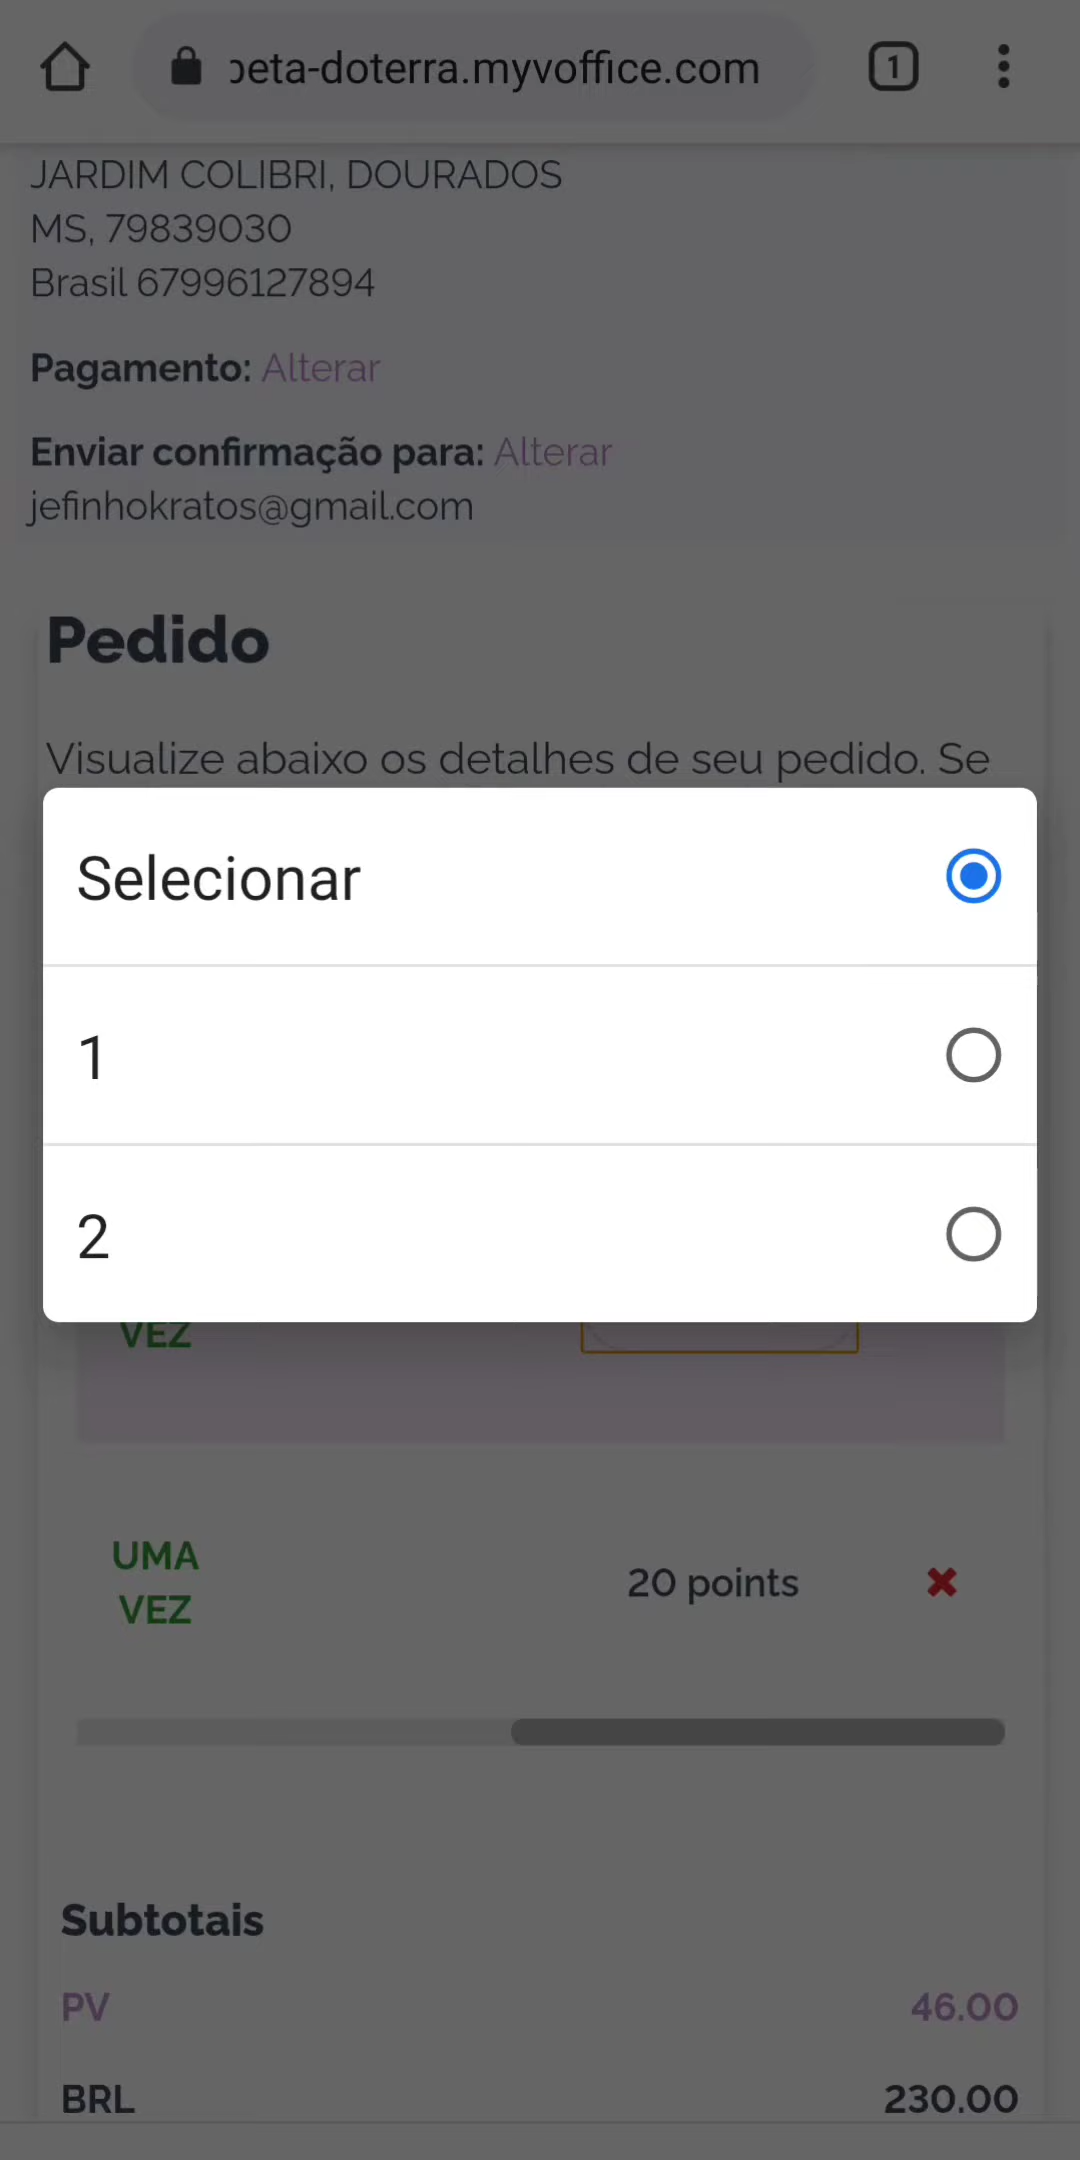 beta-doterra.myvoffice.com
1
JARDIM COLIBRI, DOURADOS
MS, 79839030
Brasil 67996127894
Pagamento: Alterar
Enviar confirmação para: Alterar
jefinhokratos@gmail.com
Pedido
Visualize abaixo os detalhes de seu pedido. Se
Selecionar
1
2
VEZ
UMA
VEZ
20 points
Subtotais
PV 46.00
BRL 230.00